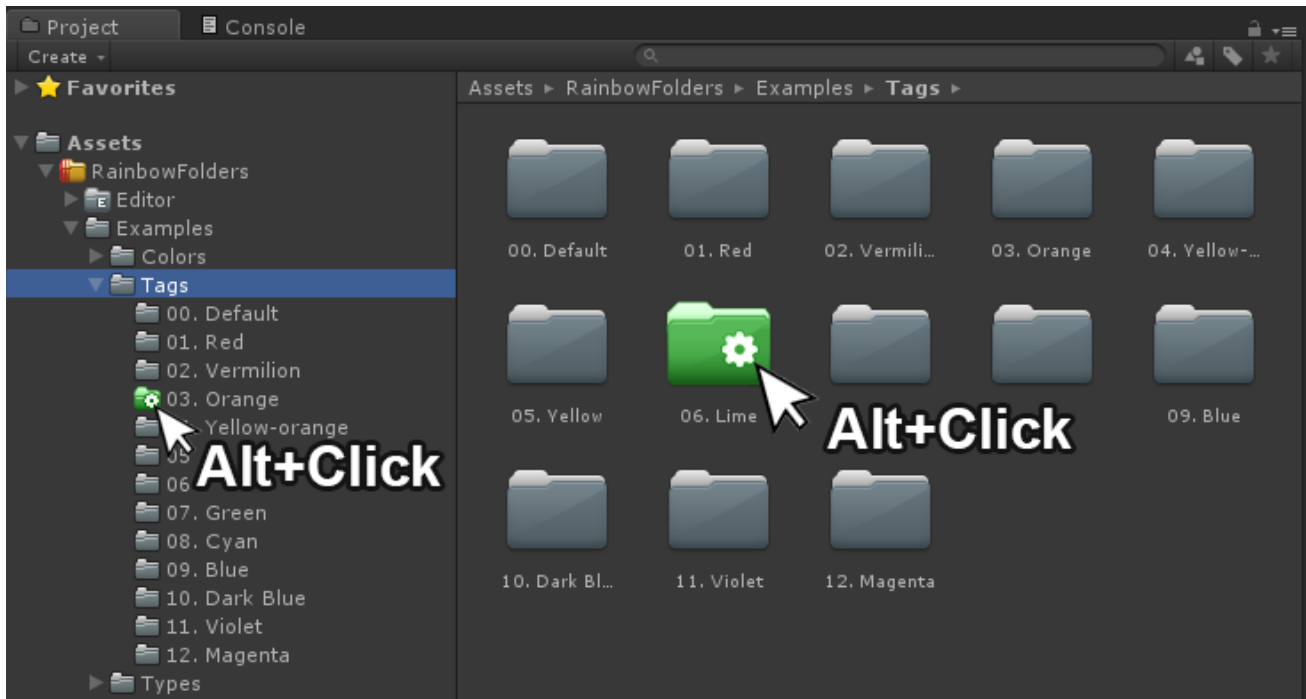 Project
Console
Create
Favorites
Assets
RainbowFolders
Editor
Examples
Colors
Tags
00. Default
01. Red
02. Vermilion
03. Orange
Yellow-orange
05
06
07. Green
08. Cyan
09. Blue
10. Dark Blue
11. Violet
12. Magenta
Types
Alt+Click
Assets ▸ RainbowFolders ▸ Examples ▸ Tags ▸
00. Default 01. Red 02. Vermili… 03. Orange 04. Yellow-…
05. Yellow 06. Lime 09. Blue
Alt+Click
10. Dark Bl… 11. Violet 12. Magenta